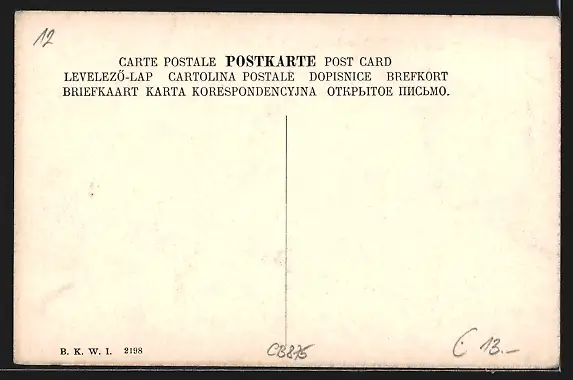 12
CARTE POSTALE POSTKARTE POST CARD
LEVELEZŐ-LAP CARTOLINA POSTALE DOPISNICE BREFKORT
BRIEFKAART KARTA KORESPONDENCYJNA ОТКРЫТОЕ ПИСЬМО.
B. K. W. I. 2198
CB875
€ 13.-